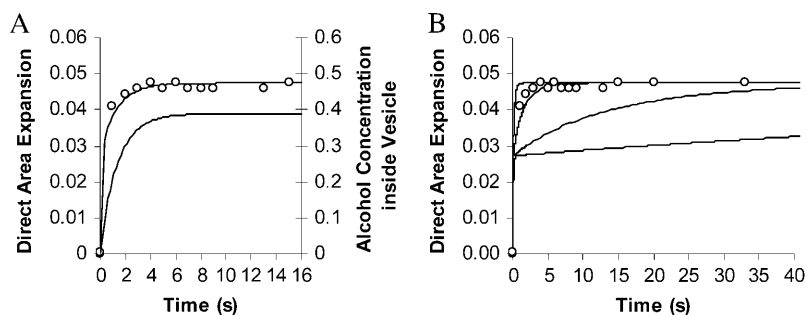 A
Direct Area Expansion
0.06
0.05
0.04
0.03
0.02
0.01
0
0.6
0.5
0.4
0.3
0.2
0.1
0
Alcohol Concentration
inside Vesicle
0 2 4 6 8 10 12 14 16
Time (s)
B
Direct Area Expansion
0.06
0.05
0.04
0.03
0.02
0.01
0.00
0 5 10 15 20 25 30 35 40
Time (s)